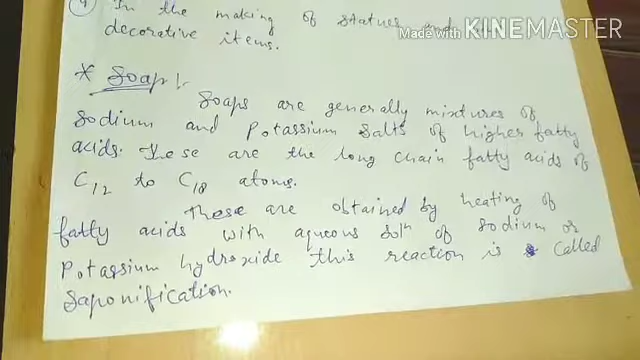 4) In the making of statues and
Made with KINEMASTER
decorative items.
* Soap :-
Soaps are generally mixtures of
Sodium and Potassium Salts of higher fatty
acids. These are the long chain fatty acids of
C12 to C18 atoms.
These are obtained by heating of
fatty acids with aqueous Solⁿ of Sodium or
Potassium hydroxide this reaction is called
Saponification.